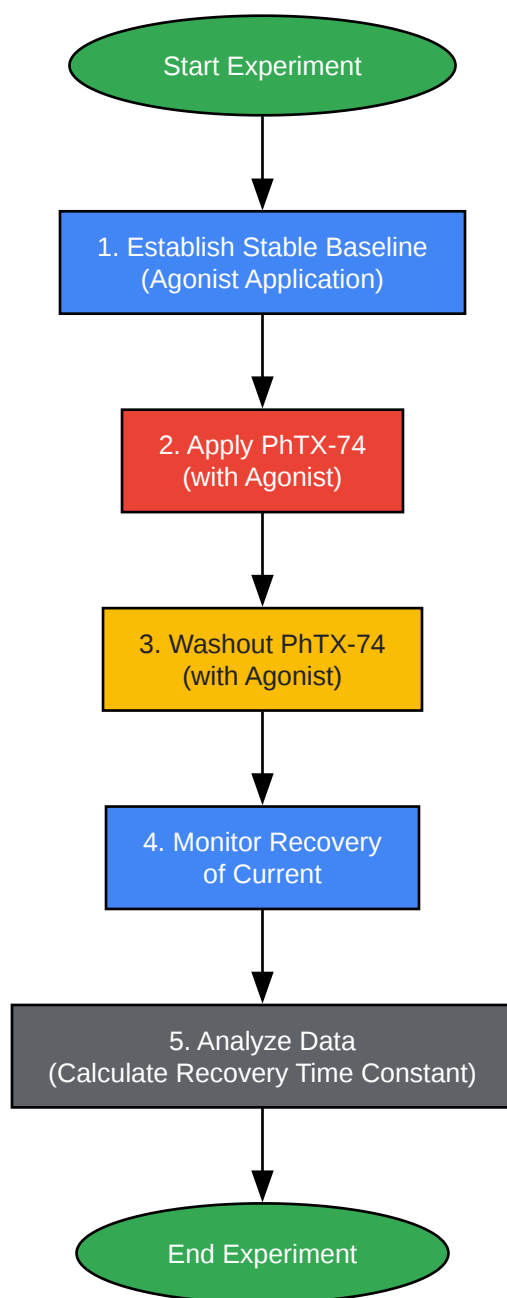 Start Experiment
1. Establish Stable Baseline
(Agonist Application)
2. Apply PhTX-74
(with Agonist)
3. Washout PhTX-74
(with Agonist)
4. Monitor Recovery
of Current
5. Analyze Data
(Calculate Recovery Time Constant)
End Experiment